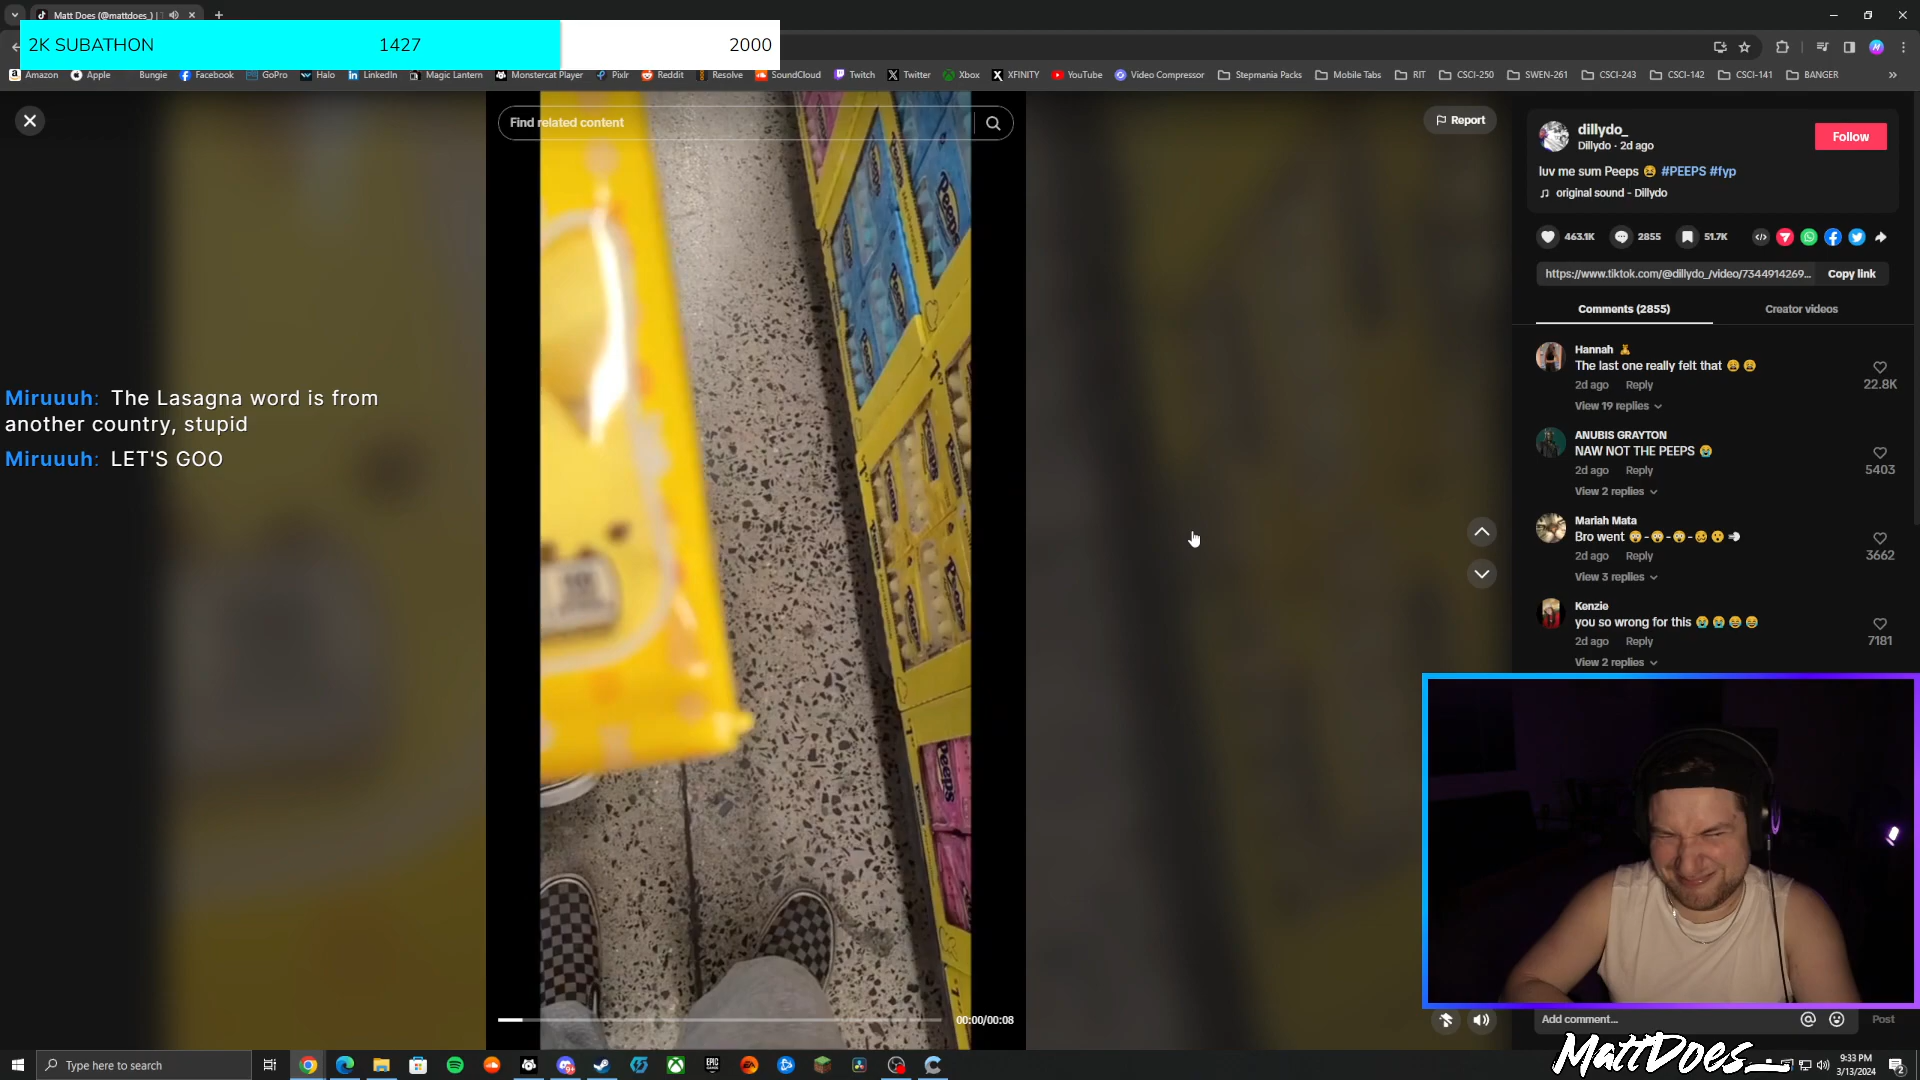 Matt Does (@mattdoes_) | T
2K SUBATHON 1427 2000
Amazon Apple Bungie Facebook GoPro Halo LinkedIn Magic Lantern Monstercat Player Pixlr Reddit Resolve SoundCloud Twitch Twitter Xbox XFINITY YouTube Video Compressor Stepmania Packs Mobile Tabs RIT CSCI-250 SWEN-261 CSCI-243 CSCI-142 CSCI-141 BANGER
Find related content
Report
dillydo_
Dillydo · 2d ago
Follow
luv me sum Peeps 😫 #PEEPS #fyp
original sound - Dillydo
463.1K 2855 51.7K
https://www.tiktok.com/@dillydo_/video/7344914269... Copy link
Comments (2855) Creator videos
Hannah 🧸
The last one really felt that 😩 😩
2d ago Reply 22.8K
View 19 replies
ANUBIS GRAYTON
NAW NOT THE PEEPS 😭
2d ago Reply 5403
View 2 replies
Mariah Mata
Bro went
2d ago Reply 3662
View 3 replies
Kenzie
you so wrong for this 😭 😭 😂 😂
2d ago Reply 7181
View 2 replies
Miruuuh: The Lasagna word is from
another country, stupid
Miruuuh: LET'S GOO
Peeps
Peeps
Peeps
00:00/00:08
Add comment... Post
MattDoes_
Type here to search
9:33 PM
3/13/2024